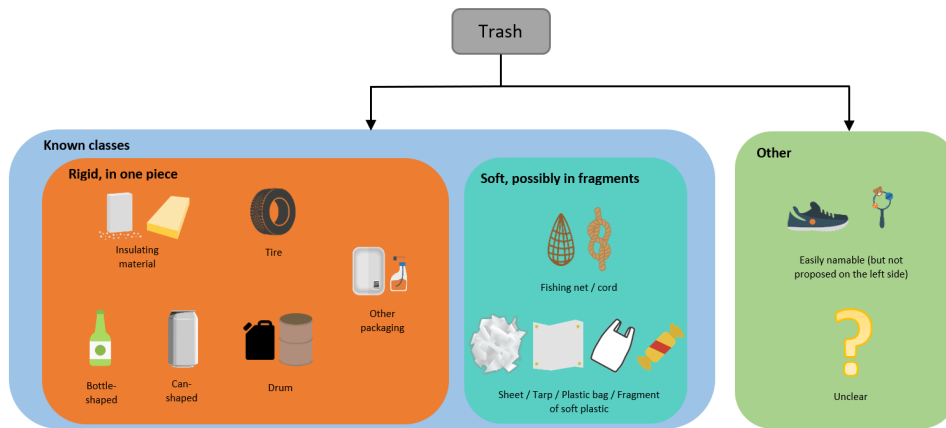 Trash
Known classes
Rigid, in one piece
Insulating
material
Tire
Other
packaging
Bottle-
shaped
Can-
shaped
Drum
Soft, possibly in fragments
Fishing net / cord
Sheet / Tarp / Plastic bag / Fragment
of soft plastic
Other
Easily namable (but not
proposed on the left side)
?
Unclear